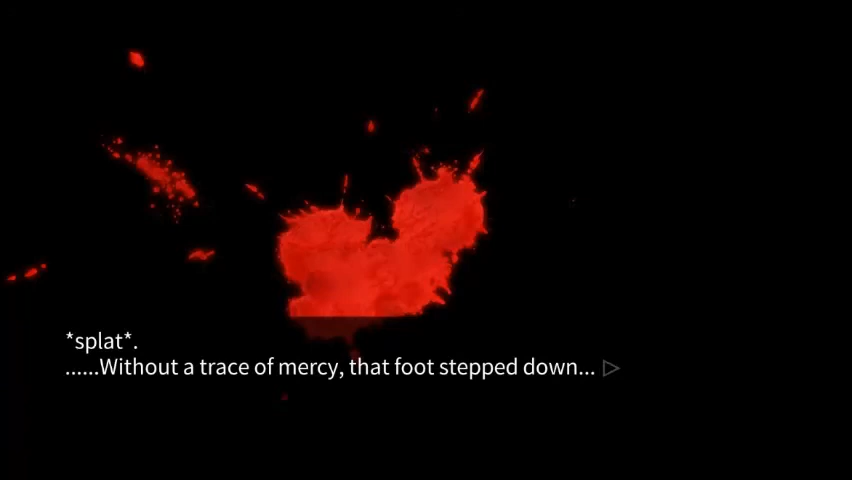 *splat*.
......Without a trace of mercy, that foot stepped down...